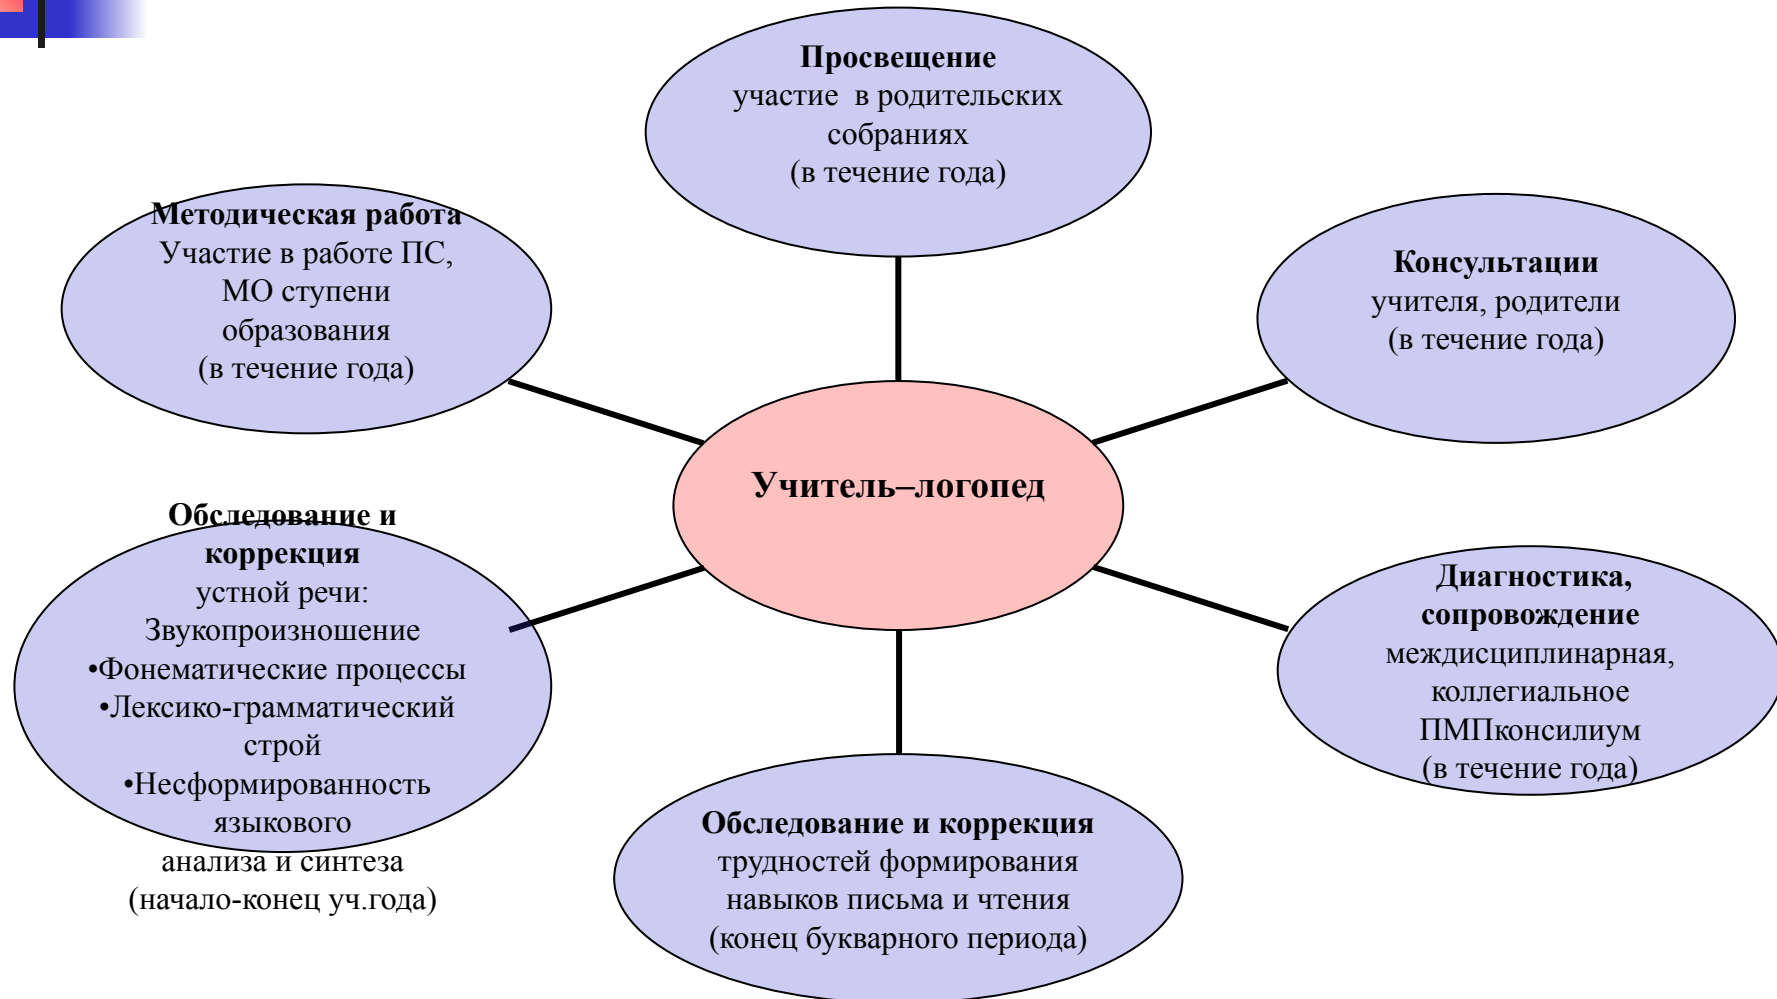 Просвещение
участие в родительских
собраниях
(в течение года)
Методическая работа
Участие в работе ПС,
МО ступени
образования
(в течение года)
Консультации
учителя, родители
(в течение года)
Учитель–логопед
Обследование и
коррекция
устной речи:
Звукопроизношение
•Фонематические процессы
•Лексико-грамматический
строй
•Несформированность
языкового
анализа и синтеза
(начало-конец уч.года)
Диагностика,
сопровождение
междисциплинарная,
коллегиальное
ПМПконсилиум
(в течение года)
Обследование и коррекция
трудностей формирования
навыков письма и чтения
(конец букварного периода)